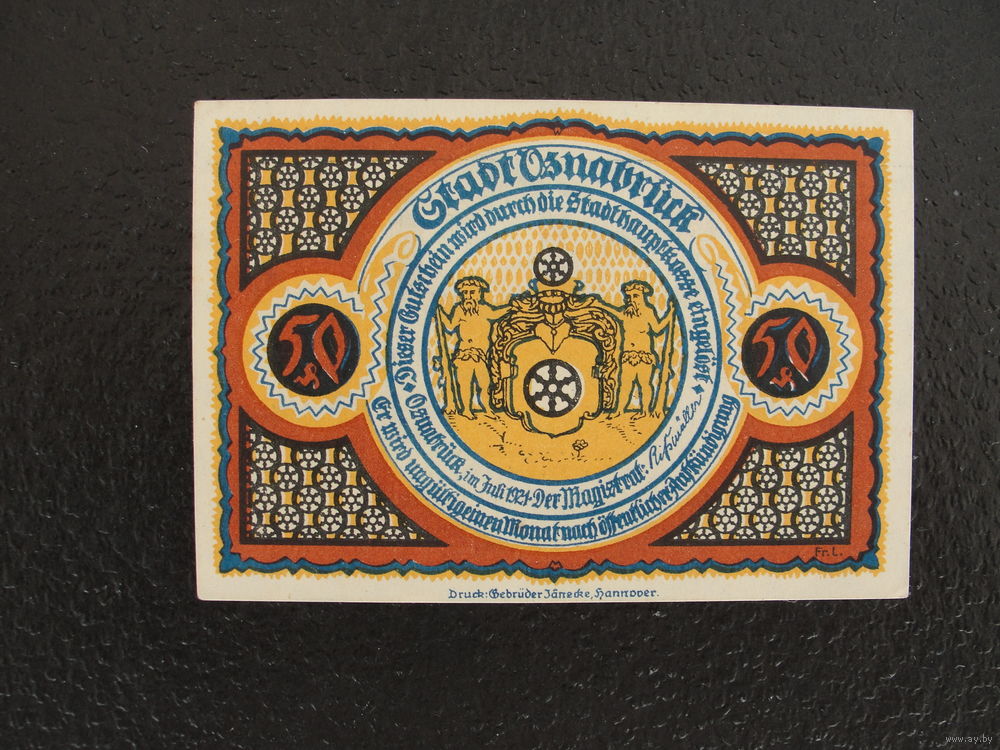 Stadt Osnabrück
Dieser Gutschein wird durch die Stadthauptkasse eingelöst
50
50
Osnabrück, im Juli 1921 · Der Magistrat:
Er wird ungültig einen Monat nach öffentlicher Aufkündigung
Fr. L.
Druck: Gebrüder Jänecke, Hannover.
www.ay.by